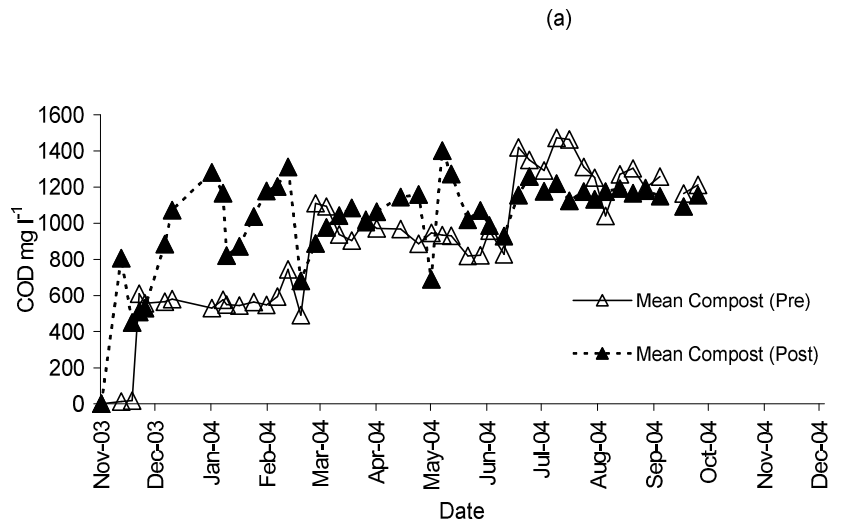 (a)
1600
1400
1200
1000
800
600
400
200
0
COD mg l⁻¹
Mean Compost (Pre)
Mean Compost (Post)
Nov-03
Dec-03
Jan-04
Feb-04
Mar-04
Apr-04
May-04
Jun-04
Jul-04
Aug-04
Sep-04
Oct-04
Nov-04
Dec-04
Date